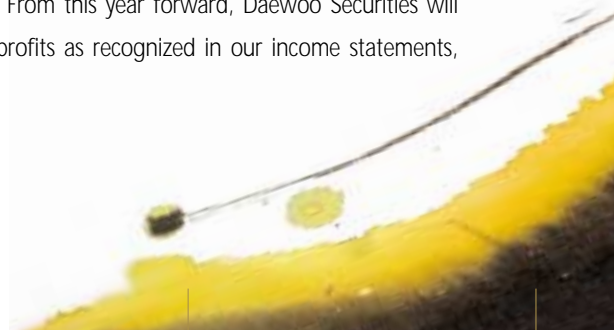 From this year forward, Daewoo Securities will
profits as recognized in our income statements,